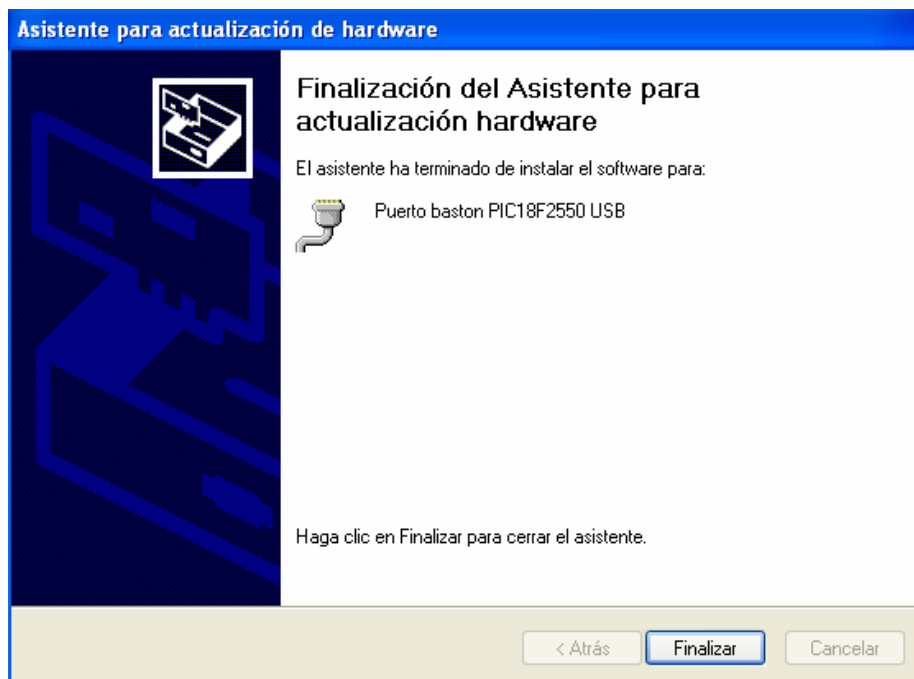 Asistente para actualización de hardware
Finalización del Asistente para
actualización hardware
El asistente ha terminado de instalar el software para:
Puerto baston PIC18F2550 USB
Haga clic en Finalizar para cerrar el asistente.
< Atrás
Finalizar
Cancelar